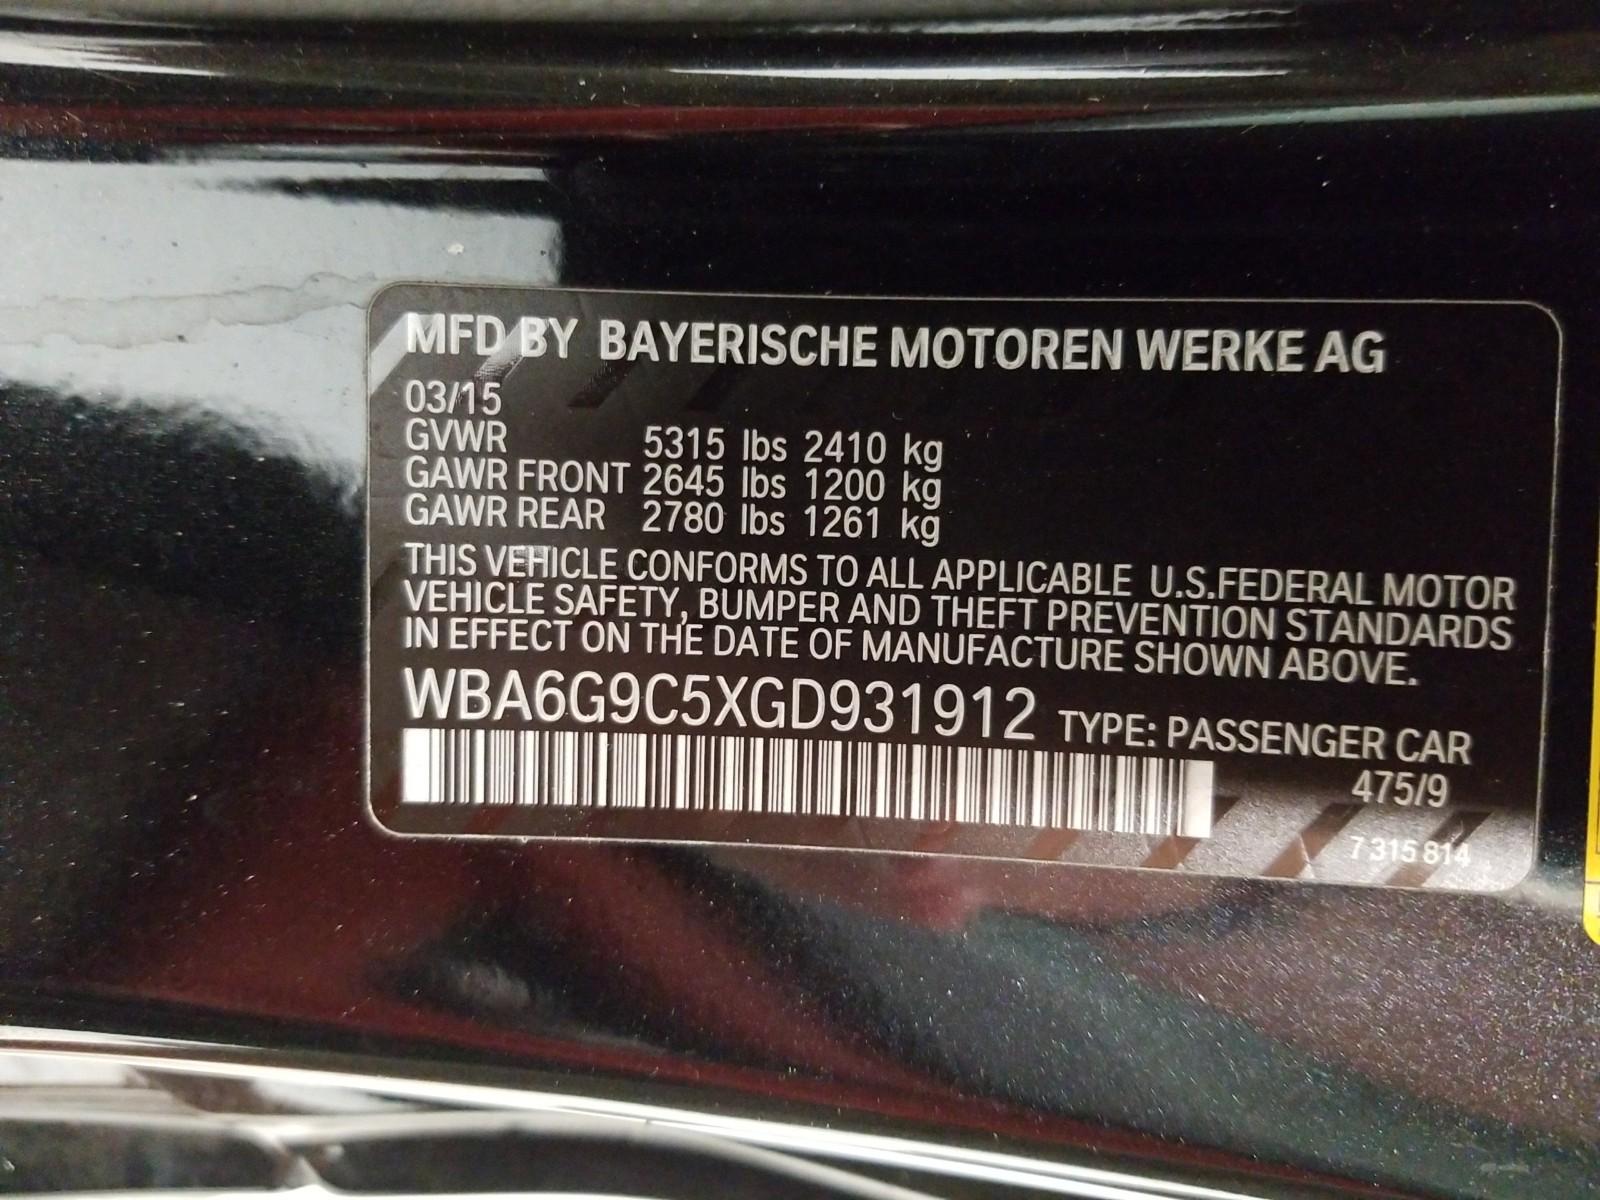 MFD BY BAYERISCHE MOTOREN WERKE AG
03/15
GVWR 5315 lbs 2410 kg
GAWR FRONT 2645 lbs 1200 kg
GAWR REAR 2780 lbs 1261 kg
THIS VEHICLE CONFORMS TO ALL APPLICABLE U.S.FEDERAL MOTOR
VEHICLE SAFETY, BUMPER AND THEFT PREVENTION STANDARDS
IN EFFECT ON THE DATE OF MANUFACTURE SHOWN ABOVE.
WBA6G9C5XGD931912 TYPE: PASSENGER CAR
475/9
7 315 814